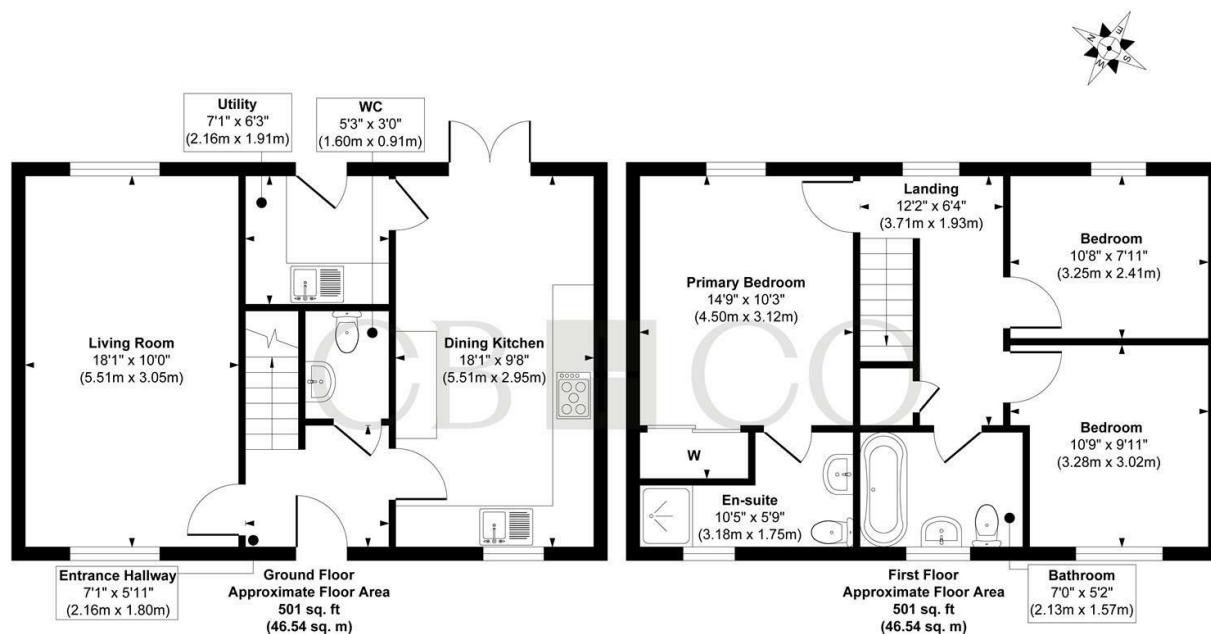 N
E
S
W
Utility
7'1" x 6'3"
(2.16m x 1.91m)
WC
5'3" x 3'0"
(1.60m x 0.91m)
Living Room
18'1" x 10'0"
(5.51m x 3.05m)
Dining Kitchen
18'1" x 9'8"
(5.51m x 2.95m)
Entrance Hallway
7'1" x 5'11"
(2.16m x 1.80m)
Ground Floor
Approximate Floor Area
501 sq. ft
(46.54 sq. m)
Landing
12'2" x 6'4"
(3.71m x 1.93m)
Bedroom
10'8" x 7'11"
(3.25m x 2.41m)
Primary Bedroom
14'9" x 10'3"
(4.50m x 3.12m)
CBHCO
Bedroom
10'9" x 9'11"
(3.28m x 3.02m)
W
En-suite
10'5" x 5'9"
(3.18m x 1.75m)
First Floor
Approximate Floor Area
501 sq. ft
(46.54 sq. m)
Bathroom
7'0" x 5'2"
(2.13m x 1.57m)